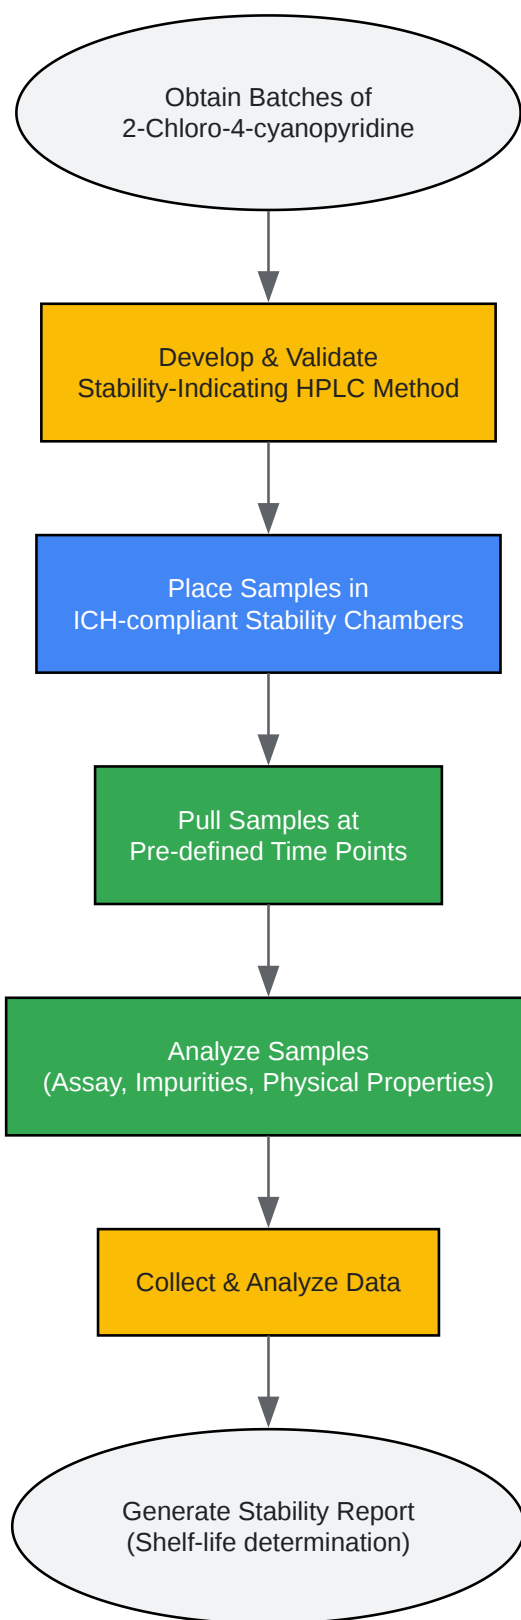 Obtain Batches of
2-Chloro-4-cyanopyridine
Develop & Validate
Stability-Indicating HPLC Method
Place Samples in
ICH-compliant Stability Chambers
Pull Samples at
Pre-defined Time Points
Analyze Samples
(Assay, Impurities, Physical Properties)
Collect & Analyze Data
Generate Stability Report
(Shelf-life determination)